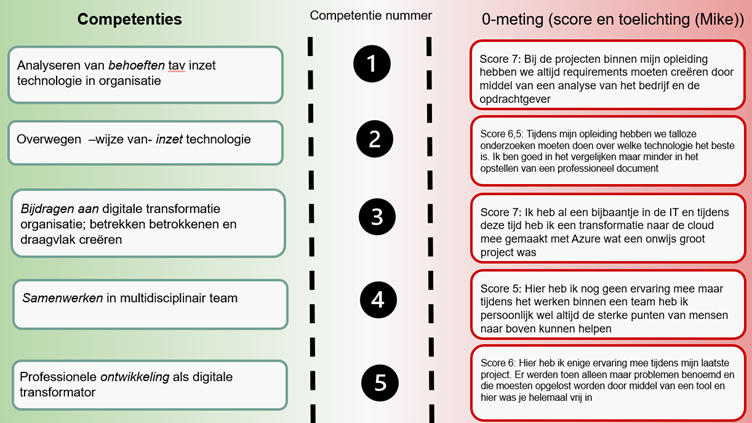 Competenties
Competentie nummer
0-meting (score en toelichting (Mike))
Analyseren van behoeften tav inzet
technologie in organisatie
1
Score 7: Bij de projecten binnen mijn opleiding
hebben we altijd requirements moeten creëren door
middel van een analyse van het bedrijf en de
opdrachtgever
Overwegen –wijze van- inzet technologie
2
Score 6,5: Tijdens mijn opleiding hebben we talloze
onderzoeken moeten doen over welke technologie het beste
is. Ik ben goed in het vergelijken maar minder in het
opstellen van een professioneel document
Bijdragen aan digitale transformatie
organisatie; betrekken betrokkenen en
draagvlak creëren
3
Score 7: Ik heb al een bijbaantje in de IT en tijdens
deze tijd heb ik een transformatie naar de cloud
mee gemaakt met Azure wat een onwijs groot
project was
Samenwerken in multidisciplinair team
4
Score 5: Hier heb ik nog geen ervaring mee maar
tijdens het werken binnen een team heb ik
persoonlijk wel altijd de sterke punten van mensen
naar boven kunnen helpen
Professionele ontwikkeling als digitale
transformator
5
Score 6: Hier heb ik enige ervaring mee tijdens mijn laatste
project. Er werden toen alleen maar problemen benoemd en
die moesten opgelost worden door middel van een tool en
hier was je helemaal vrij in